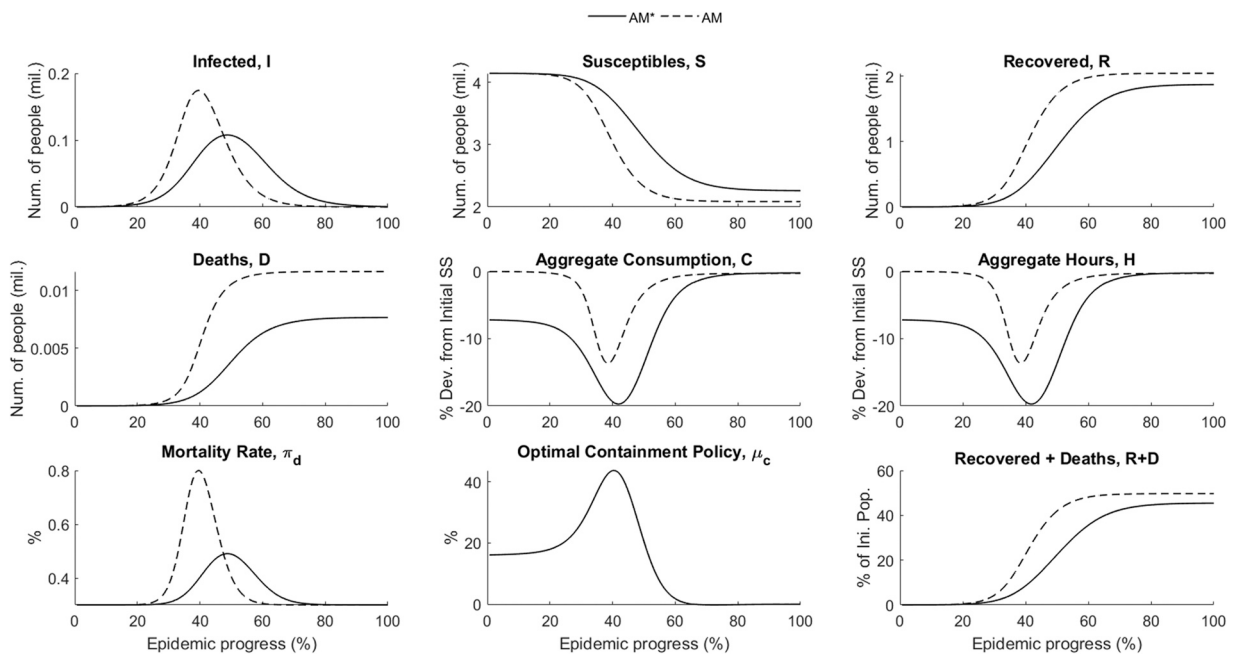 AM* AM
Infected, I
Num. of people (mil.)
0.2
0.1
0
0 20 40 60 80 100
Susceptibles, S
Num. of people (mil.)
4
3
2
0 20 40 60 80 100
Recovered, R
Num. of people (mil.)
2
1
0
0 20 40 60 80 100
Deaths, D
Num. of people (mil.)
0.01
0.005
0
0 20 40 60 80 100
Aggregate Consumption, C
% Dev. from Initial SS
0
-10
-20
0 20 40 60 80 100
Aggregate Hours, H
% Dev. from Initial SS
0
-10
-20
0 20 40 60 80 100
Mortality Rate, π_d
%
0.8
0.6
0.4
0 20 40 60 80 100
Epidemic progress (%)
Optimal Containment Policy, μ_c
%
40
20
0
0 20 40 60 80 100
Epidemic progress (%)
Recovered + Deaths, R+D
% of Ini. Pop.
60
40
20
0
0 20 40 60 80 100
Epidemic progress (%)